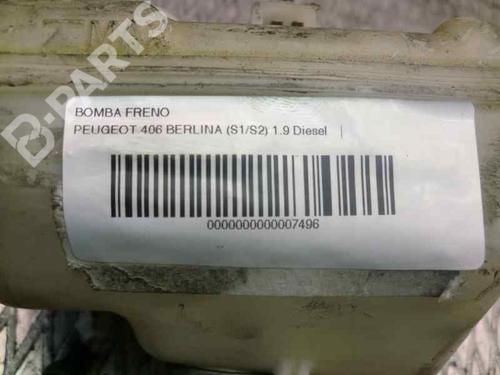 B-PARTS
BOMBA FRENO
PEUGEOT 406 BERLINA (S1/S2) 1.9 Diesel |
0000000000007496